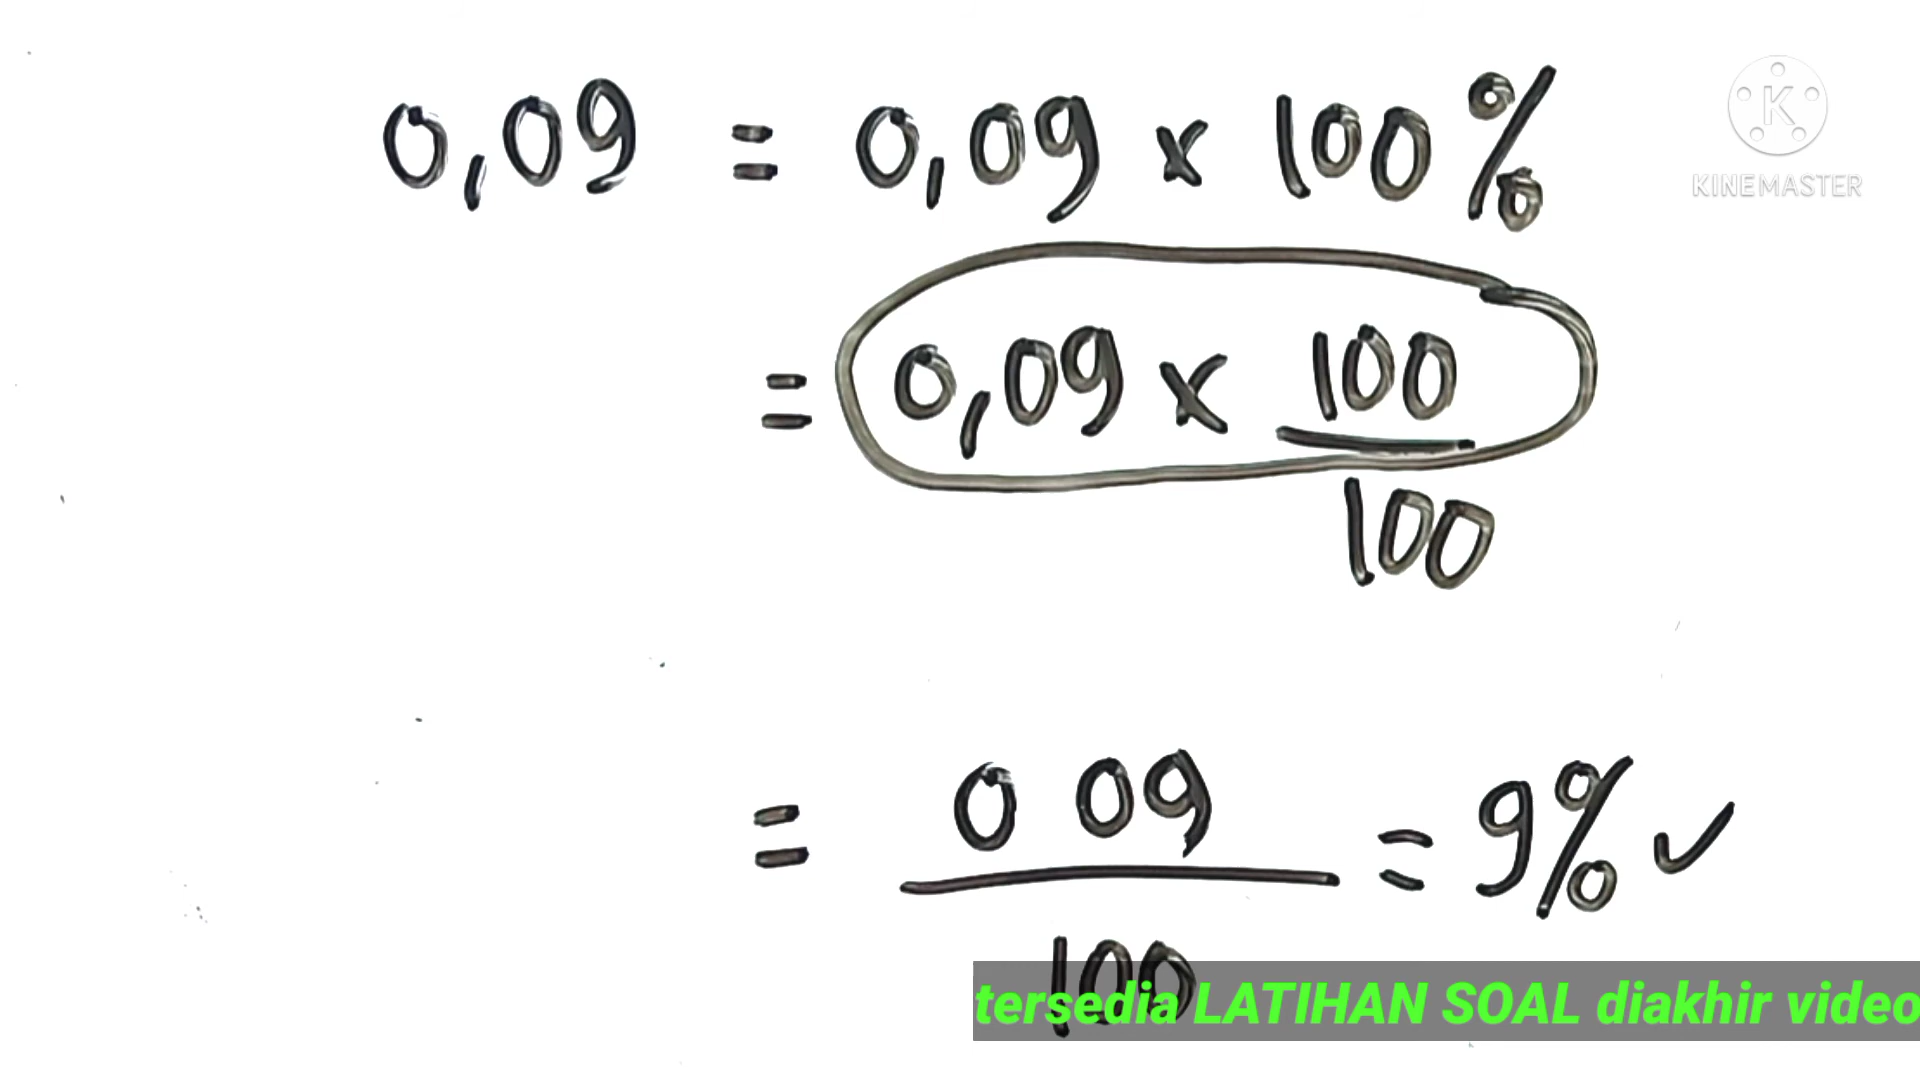 0,09 = 0,09 x 100%
KINEMASTER
= 0,09 x 100
100
= 0 09 = 9% ✓
100
tersedia LATIHAN SOAL diakhir video